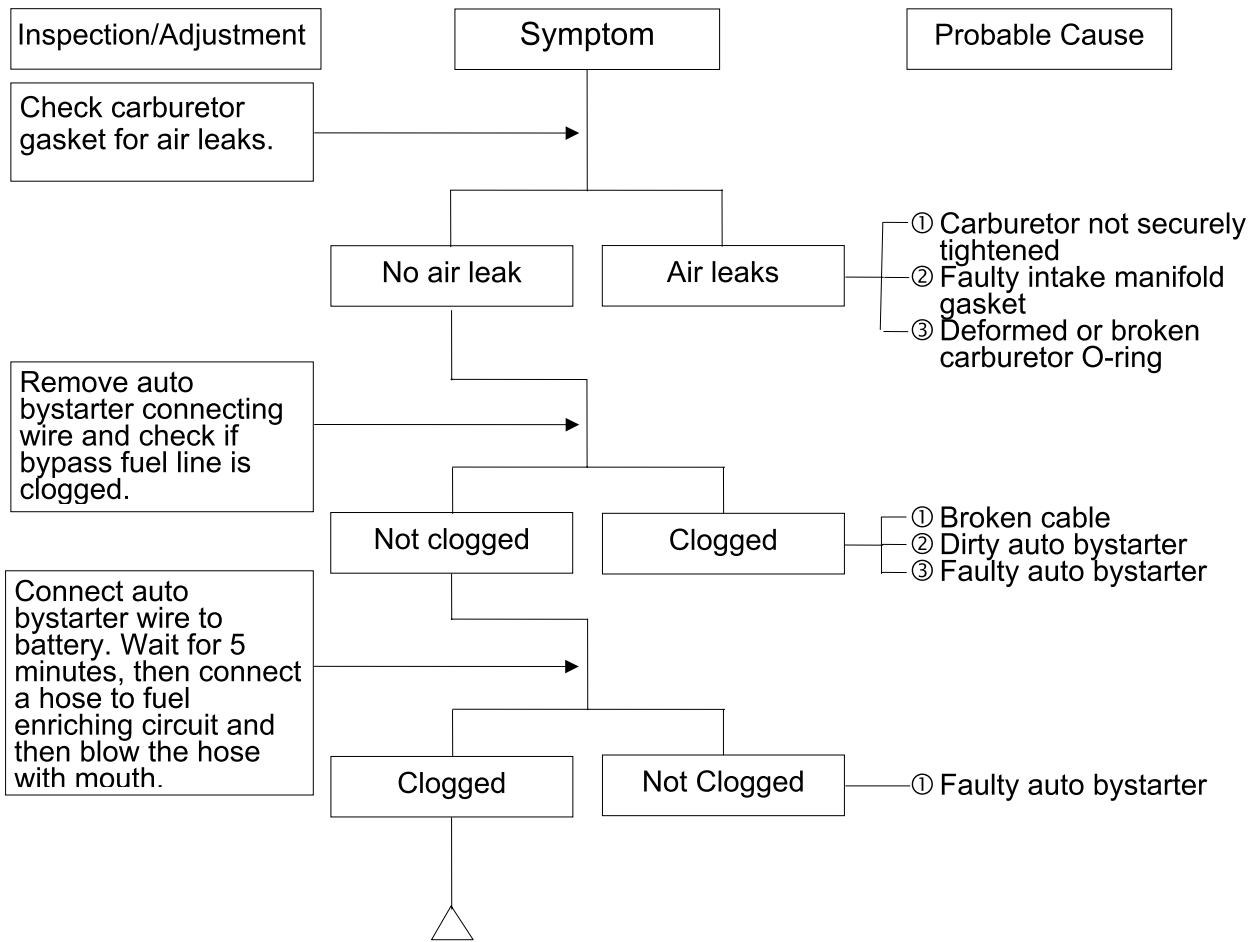 Inspection/Adjustment
Symptom
Probable Cause
Check carburetor
gasket for air leaks.
No air leak
Air leaks
① Carburetor not securely
tightened
② Faulty intake manifold
gasket
③ Deformed or broken
carburetor O-ring
Remove auto
bystarter connecting
wire and check if
bypass fuel line is
clogged.
Not clogged
Clogged
① Broken cable
② Dirty auto bystarter
③ Faulty auto bystarter
Connect auto
bystarter wire to
battery. Wait for 5
minutes, then connect
a hose to fuel
enriching circuit and
then blow the hose
with mouth.
Clogged
Not Clogged
① Faulty auto bystarter